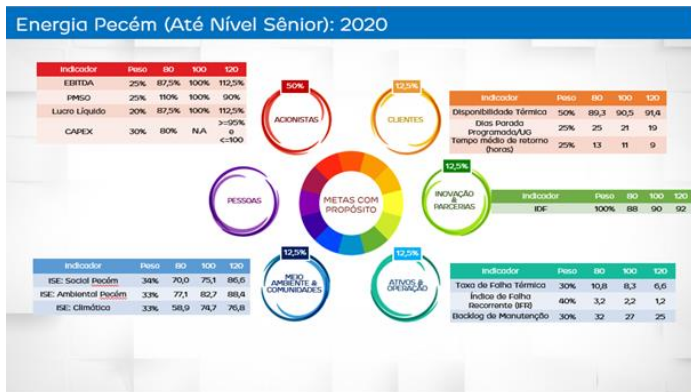 Energia Pecém (Até Nível Sênior): 2020
Indicador Peso 80 100 120
EBITDA 25% 87,5% 100% 112,5%
PMSO 25% 110% 100% 90%
Lucro Líquido 20% 87,5% 100% 112,5%
CAPEX 30% 80% N.A >=95% e <=100
50%
ACIONISTAS
12,5%
CLIENTES
Indicador Peso 80 100 120
Disponibilidade Térmica 50% 89,3 90,5 91,4
Dias Parada Programada/UG 25% 25 21 19
Tempo médio de retorno (horas) 25% 13 11 9
PESSOAS
METAS COM
PROPÓSITO
12,5%
INOVAÇÃO
&
PARCERIAS
Indicador Peso 80 100 120
IDF 100% 88 90 92
Indicador Peso 80 100 120
ISE: Social Pecém 34% 70,0 75,1 86,6
ISE: Ambiental Pecém 33% 77,1 82,7 88,4
ISE: Climática 33% 58,9 74,7 76,8
12,5%
MEIO
AMBIENTE &
COMUNIDADES
12,5%
ATIVOS &
OPERAÇÃO
Indicador Peso 80 100 120
Taxa de Falha Térmica 30% 10,8 8,3 6,6
Índice de Falha Recorrente (IFR) 40% 3,2 2,2 1,2
Backlog de Manutenção 30% 32 27 25